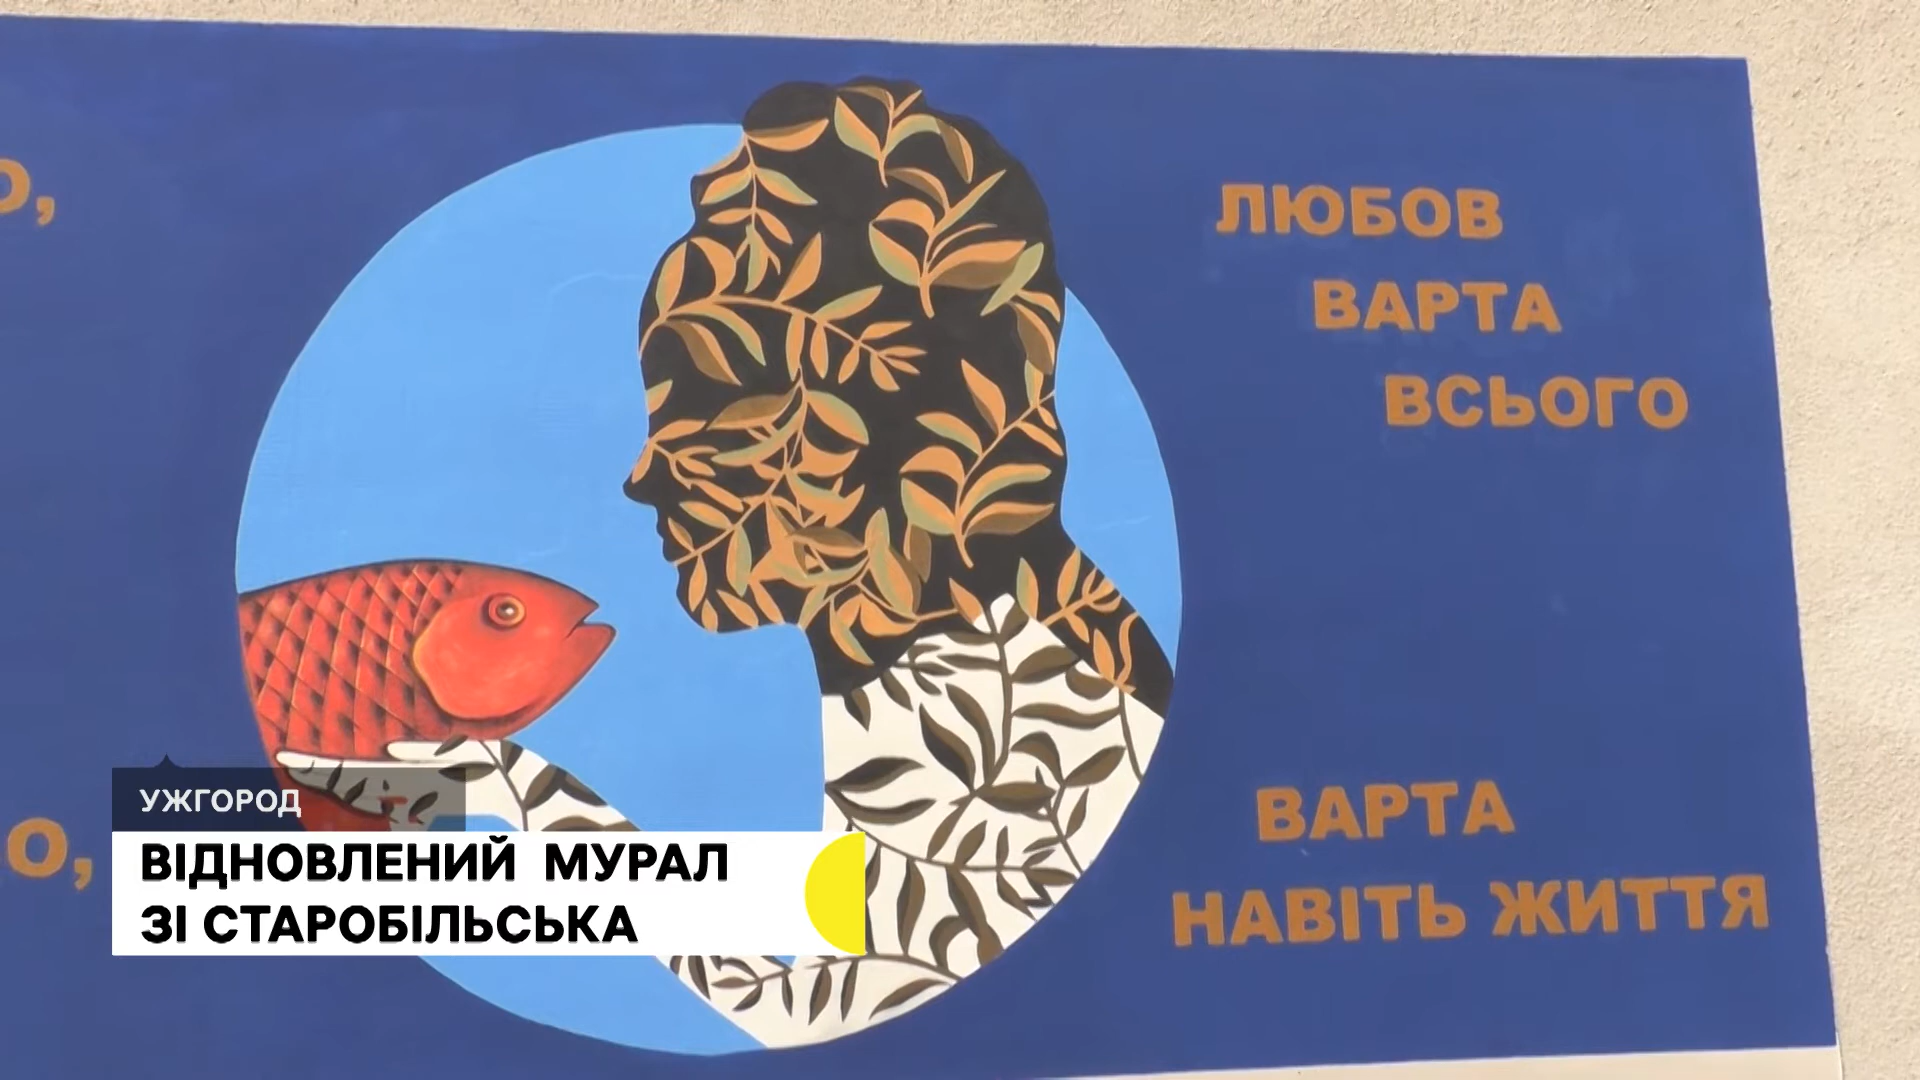 ЛЮБОВ
ВАРТА
ВСЬОГО
ВАРТА
НАВІТЬ ЖИТТЯ
УЖГОРОД
ВІДНОВЛЕНИЙ МУРАЛ
ЗІ СТАРОБІЛЬСЬКА